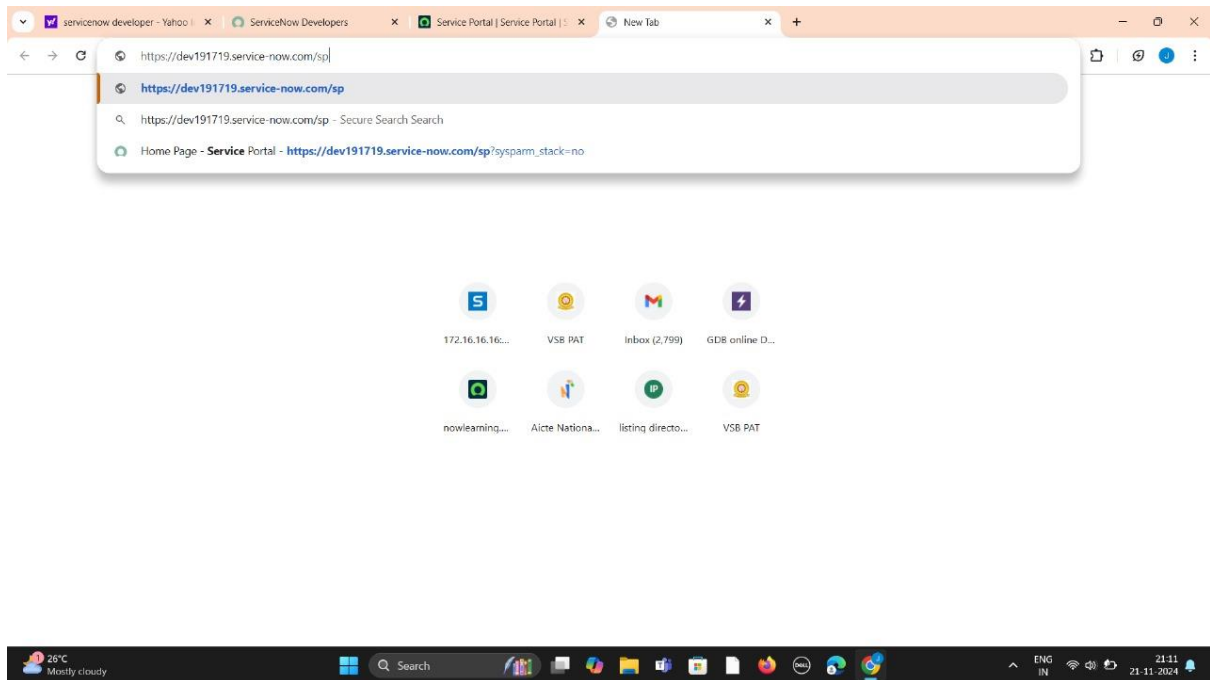 servicenow developer - Yahoo
ServiceNow Developers
Service Portal | Service Portal |
New Tab
https://dev191719.service-now.com/sp
J
https://dev191719.service-now.com/sp
https://dev191719.service-now.com/sp - Secure Search Search
Home Page - Service Portal - https://dev191719.service-now.com/sp?sysparm_stack=no
S
172.16.16.16:...
VSB PAT
Inbox (2,799)
GDB online D...
IP
nowlearning....
Aicte Nationa...
listing directo...
VSB PAT
1
26°C
Mostly cloudy
Search
DELL
ENG
IN
21:11
21-11-2024